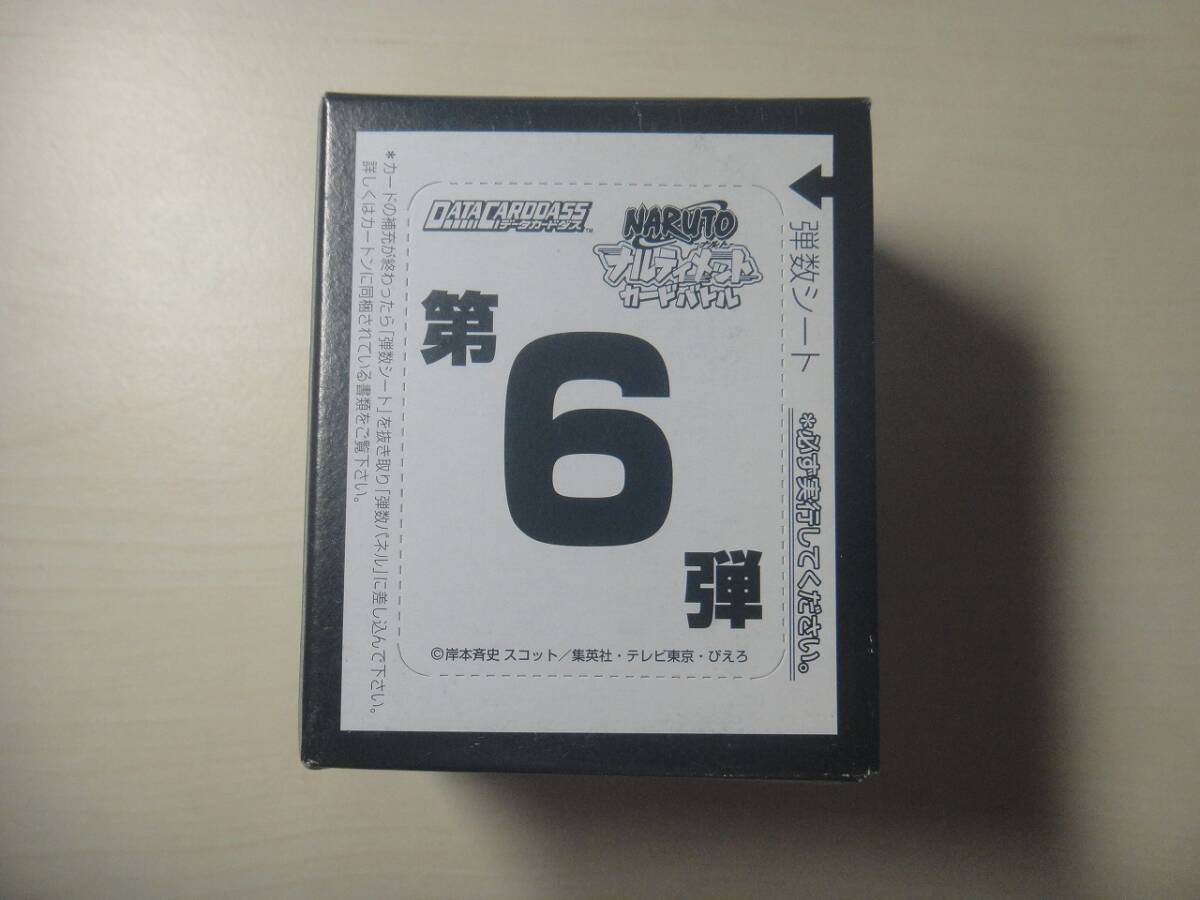 弾数シート *必ず実行してください。
DATA CARDDASS
データカードダス™
NARUTO
ナルト
ナルティメット
カードバトル
第
6
弾
©岸本斉史 スコット／集英社・テレビ東京・ぴえろ
*カードの補充が終わったら「弾数シート」を抜き取り「弾数パネル」に差し込んで下さい。
詳しくはカートンに同梱されている書類をご覧下さい。